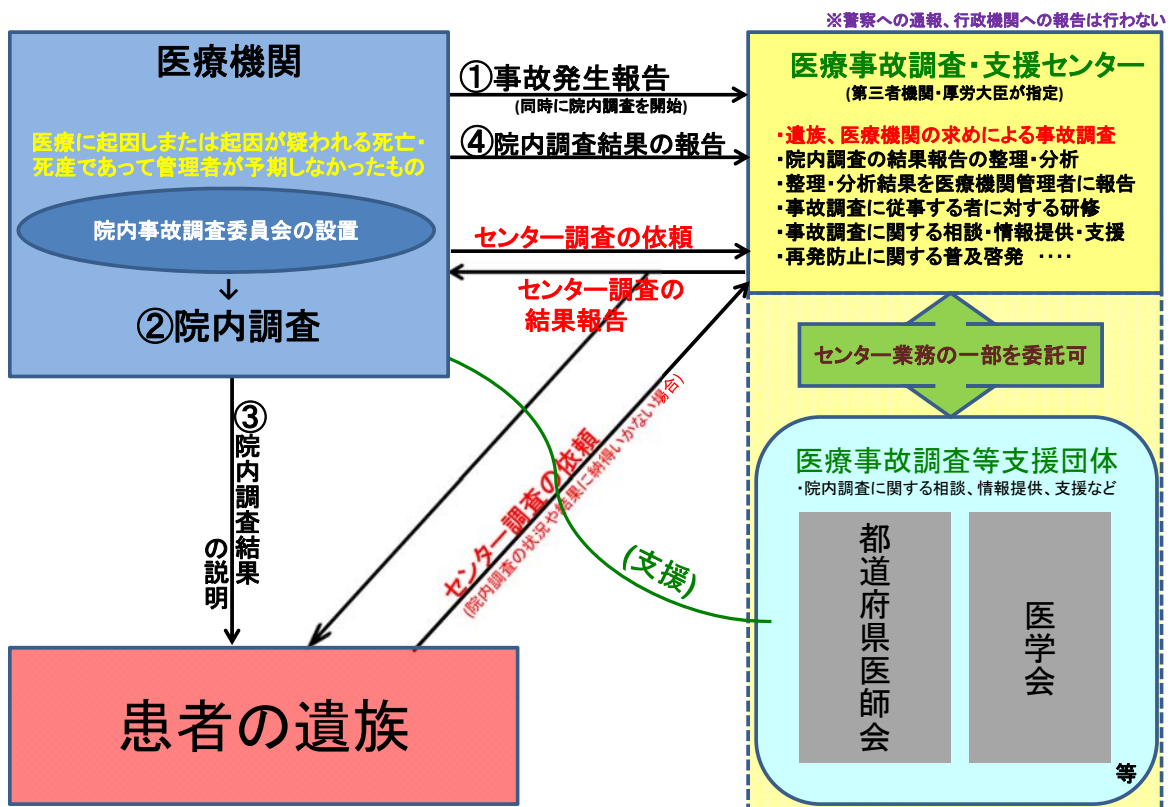 ※警察への通報、行政機関への報告は行わない
医療機関
医療に起因しまたは起因が疑われる死亡・
死産であって管理者が予期しなかったもの
院内事故調査委員会の設置
↓
②院内調査
①事故発生報告
(同時に院内調査を開始)
④院内調査結果の報告
センター調査の依頼
センター調査の
結果報告
医療事故調査・支援センター
(第三者機関・厚労大臣が指定)
・遺族、医療機関の求めによる事故調査
・院内調査の結果報告の整理・分析
・整理・分析結果を医療機関管理者に報告
・事故調査に従事する者に対する研修
・事故調査に関する相談・情報提供・支援
・再発防止に関する普及啓発 ‥‥
センター業務の一部を委託可
③院内調査結果
の説明
センター調査の依頼
(院内調査の状況や結果に納得いかない場合)
(支援)
医療事故調査等支援団体
・院内調査に関する相談、情報提供、支援など
都道府県医師会
医学会
等
患者の遺族